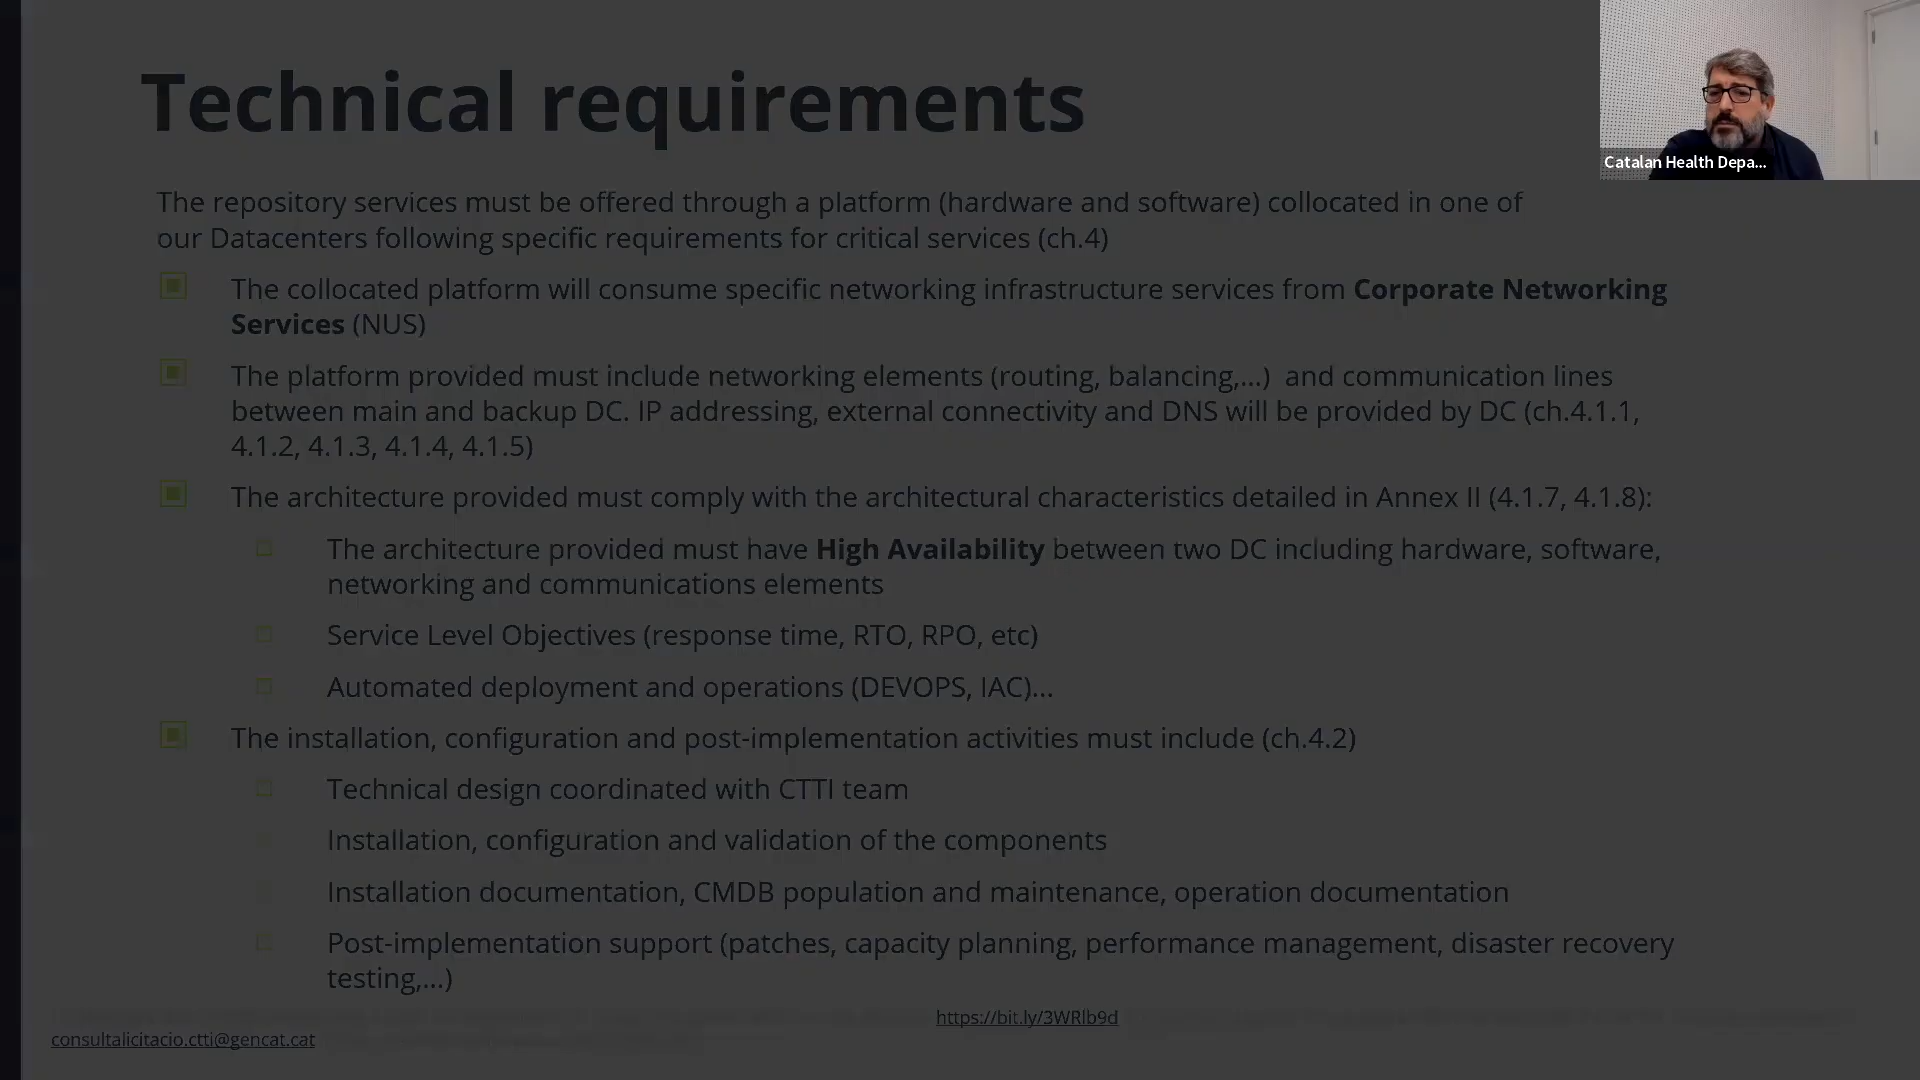 Technical requirements
Catalan Health Depa...
The repository services must be offered through a platform (hardware and software) collocated in one of
our Datacenters following specific requirements for critical services (ch.4)
The collocated platform will consume specific networking infrastructure services from Corporate Networking
Services (NUS)
The platform provided must include networking elements (routing, balancing,...) and communication lines
between main and backup DC. IP addressing, external connectivity and DNS will be provided by DC (ch.4.1.1,
4.1.2, 4.1.3, 4.1.4, 4.1.5)
The architecture provided must comply with the architectural characteristics detailed in Annex II (4.1.7, 4.1.8):
The architecture provided must have High Availability between two DC including hardware, software,
networking and communications elements
Service Level Objectives (response time, RTO, RPO, etc)
Automated deployment and operations (DEVOPS, IAC)...
The installation, configuration and post-implementation activities must include (ch.4.2)
Technical design coordinated with CTTI team
Installation, configuration and validation of the components
Installation documentation, CMDB population and maintenance, operation documentation
Post-implementation support (patches, capacity planning, performance management, disaster recovery
testing,...)
https://bit.ly/3WRlb9d
consultalicitacio.ctti@gencat.cat